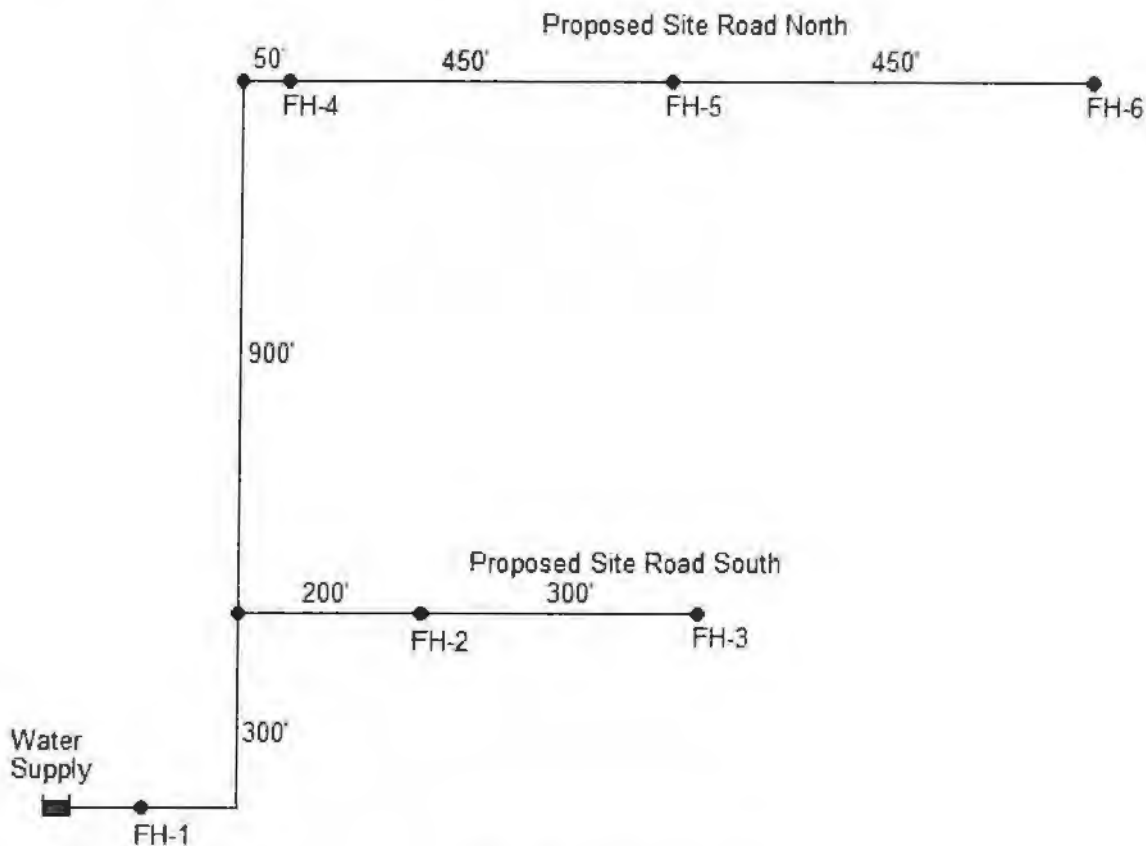 Proposed Site Road North
50'
450'
450'
FH-4
FH-5
FH-6
900'
Proposed Site Road South
200'
300'
FH-2
FH-3
300'
Water
Supply
FH-1